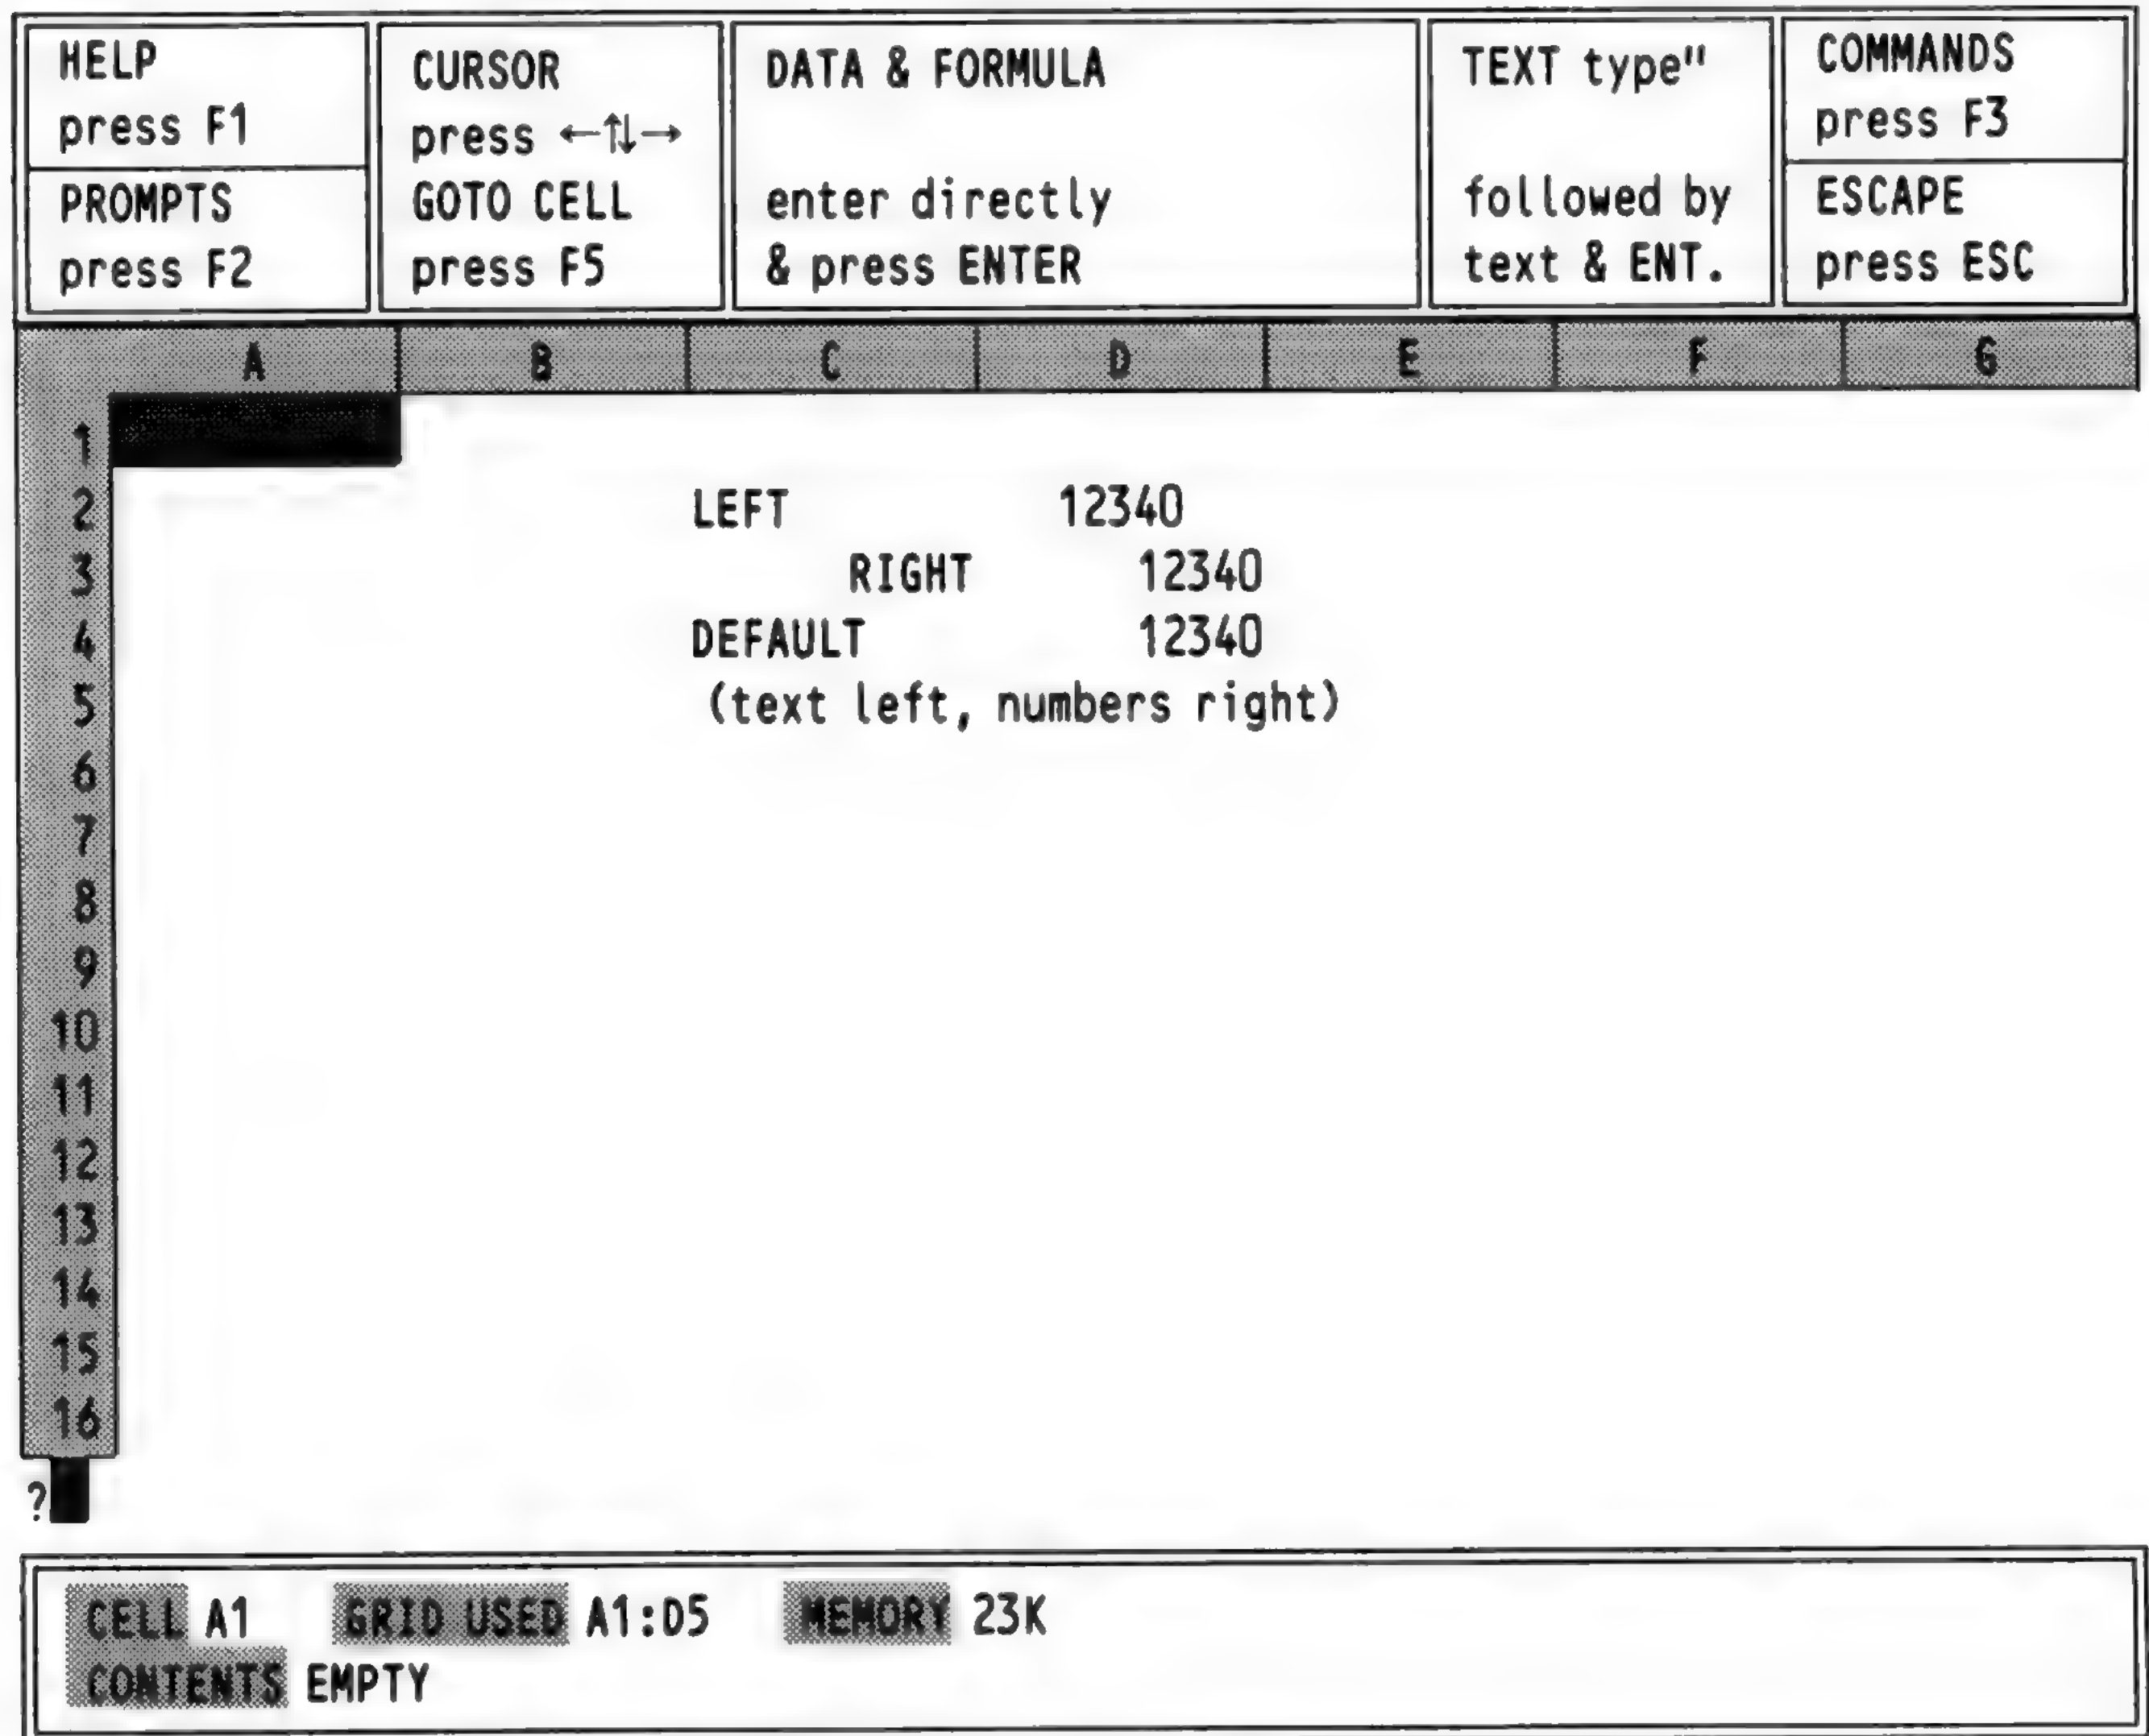 HELP
press F1
PROMPTS
press F2
CURSOR
press ←↑↓→
GOTO CELL
press F5
DATA & FORMULA
enter directly
& press ENTER
TEXT type"
followed by
text & ENT.
COMMANDS
press F3
ESCAPE
press ESC
A B C D E F G
1
2 LEFT 12340
3 RIGHT 12340
4 DEFAULT 12340
5 (text left, numbers right)
6
7
8
9
10
11
12
13
14
15
16
?
CELL A1 GRID USED A1:D5 MEMORY 23K
CONTENTS EMPTY